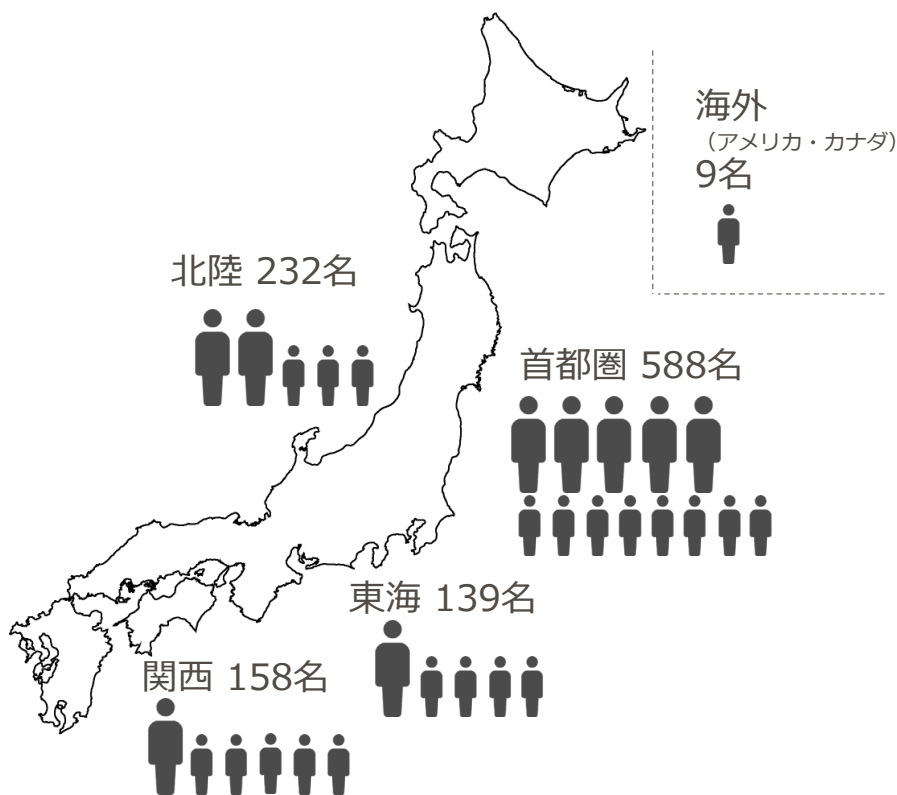 海外
（アメリカ・カナダ）
9名
北陸 232名
首都圏 588名
東海 139名
関西 158名